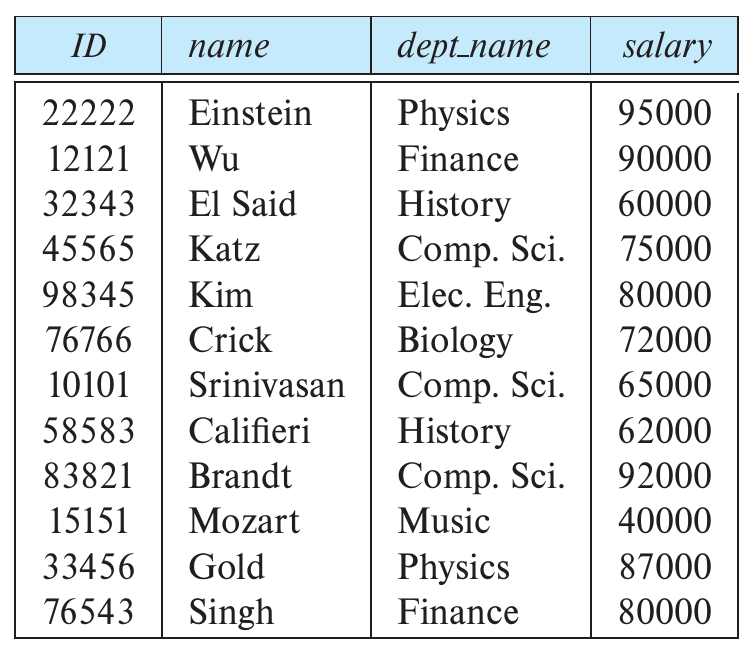 ID name dept_name salary
22222 Einstein Physics 95000
12121 Wu Finance 90000
32343 El Said History 60000
45565 Katz Comp. Sci. 75000
98345 Kim Elec. Eng. 80000
76766 Crick Biology 72000
10101 Srinivasan Comp. Sci. 65000
58583 Califieri History 62000
83821 Brandt Comp. Sci. 92000
15151 Mozart Music 40000
33456 Gold Physics 87000
76543 Singh Finance 80000